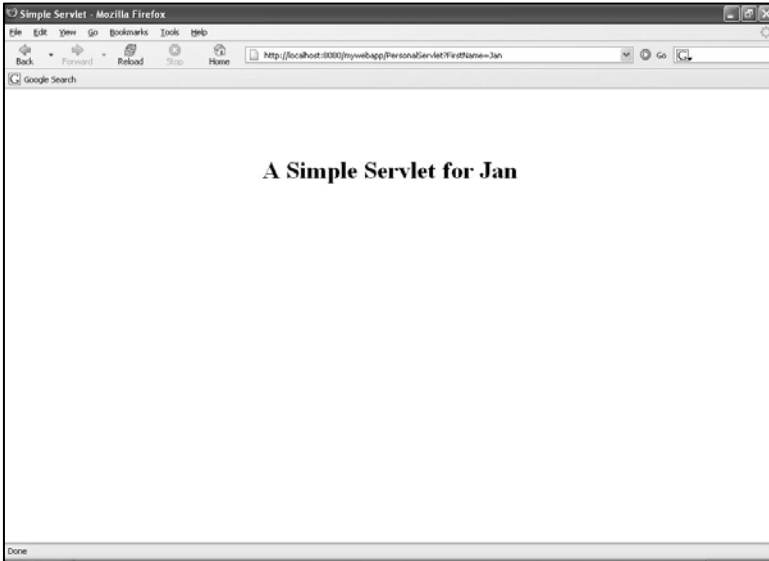 Simple Servlet - Mozilla Firefox
File Edit View Go Bookmarks Tools Help
Back Forward Reload Stop Home http://localhost:8080/mywebapp/PersonalServlet?FirstName=Jan Go G
G Google Search
A Simple Servlet for Jan
Done